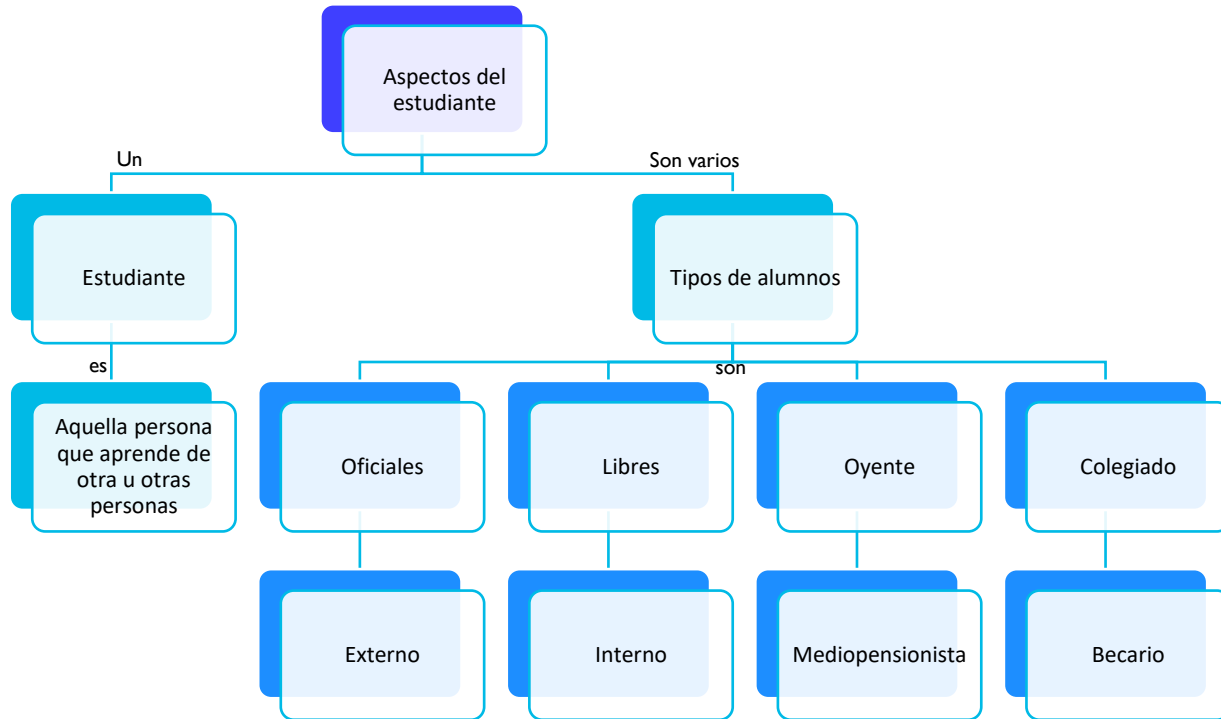 Aspectos del
estudiante
Un
Son varios
Estudiante
Tipos de alumnos
es
son
Aquella persona
que aprende de
otra u otras
personas
Oficiales
Libres
Oyente
Colegiado
Externo
Interno
Mediopensionista
Becario